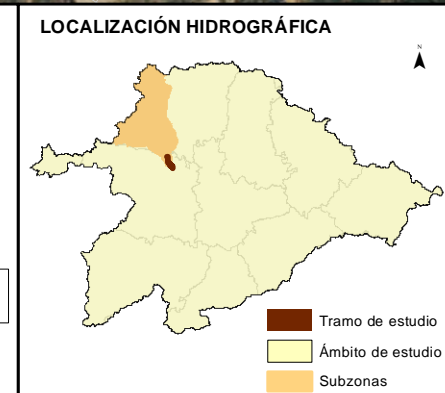 LOCALIZACIÓN HIDROGRÁFICA
N
Tramo de estudio
Ámbito de estudio
Subzonas